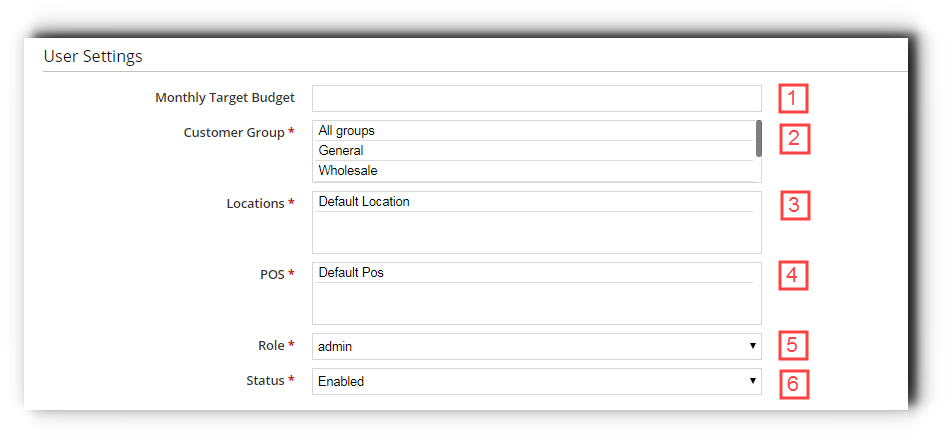 User Settings
Monthly Target Budget 1
Customer Group * All groups 2
General
Wholesale
Locations * Default Location 3
POS * Default Pos 4
Role * admin 5
Status * Enabled 6